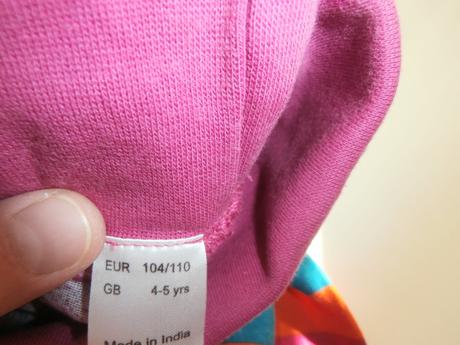 EUR 104/110
GB 4-5 yrs
Made in India